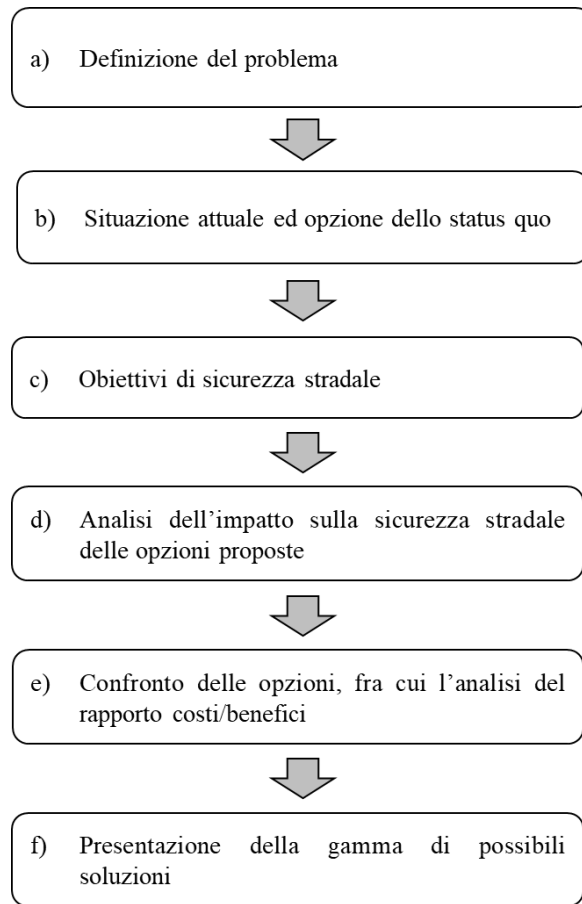 a) Definizione del problema
b) Situazione attuale ed opzione dello status quo
c) Obiettivi di sicurezza stradale
d) Analisi dell’impatto sulla sicurezza stradale
delle opzioni proposte
e) Confronto delle opzioni, fra cui l’analisi del
rapporto costi/benefici
f) Presentazione della gamma di possibili
soluzioni